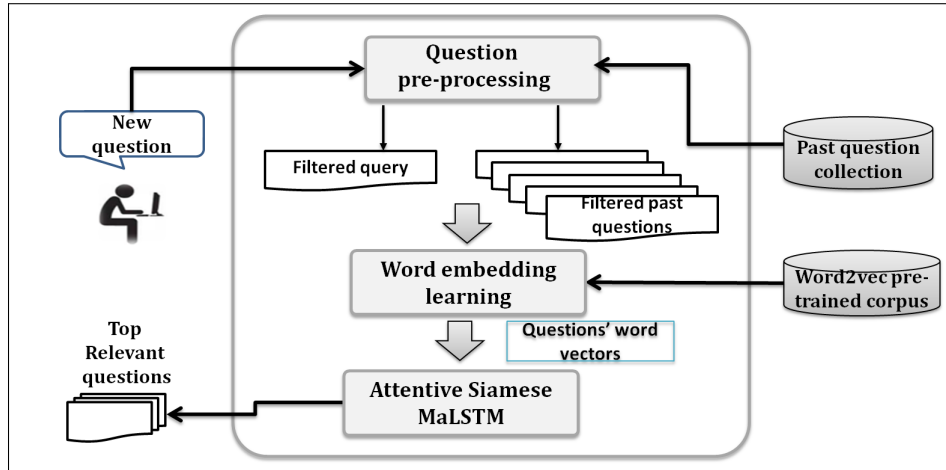 Question
pre-processing
New
question
Filtered query
Filtered past
questions
Past question
collection
Word embedding
learning
Word2vec pre-
trained corpus
Questions' word
vectors
Top
Relevant
questions
Attentive Siamese
MaLSTM